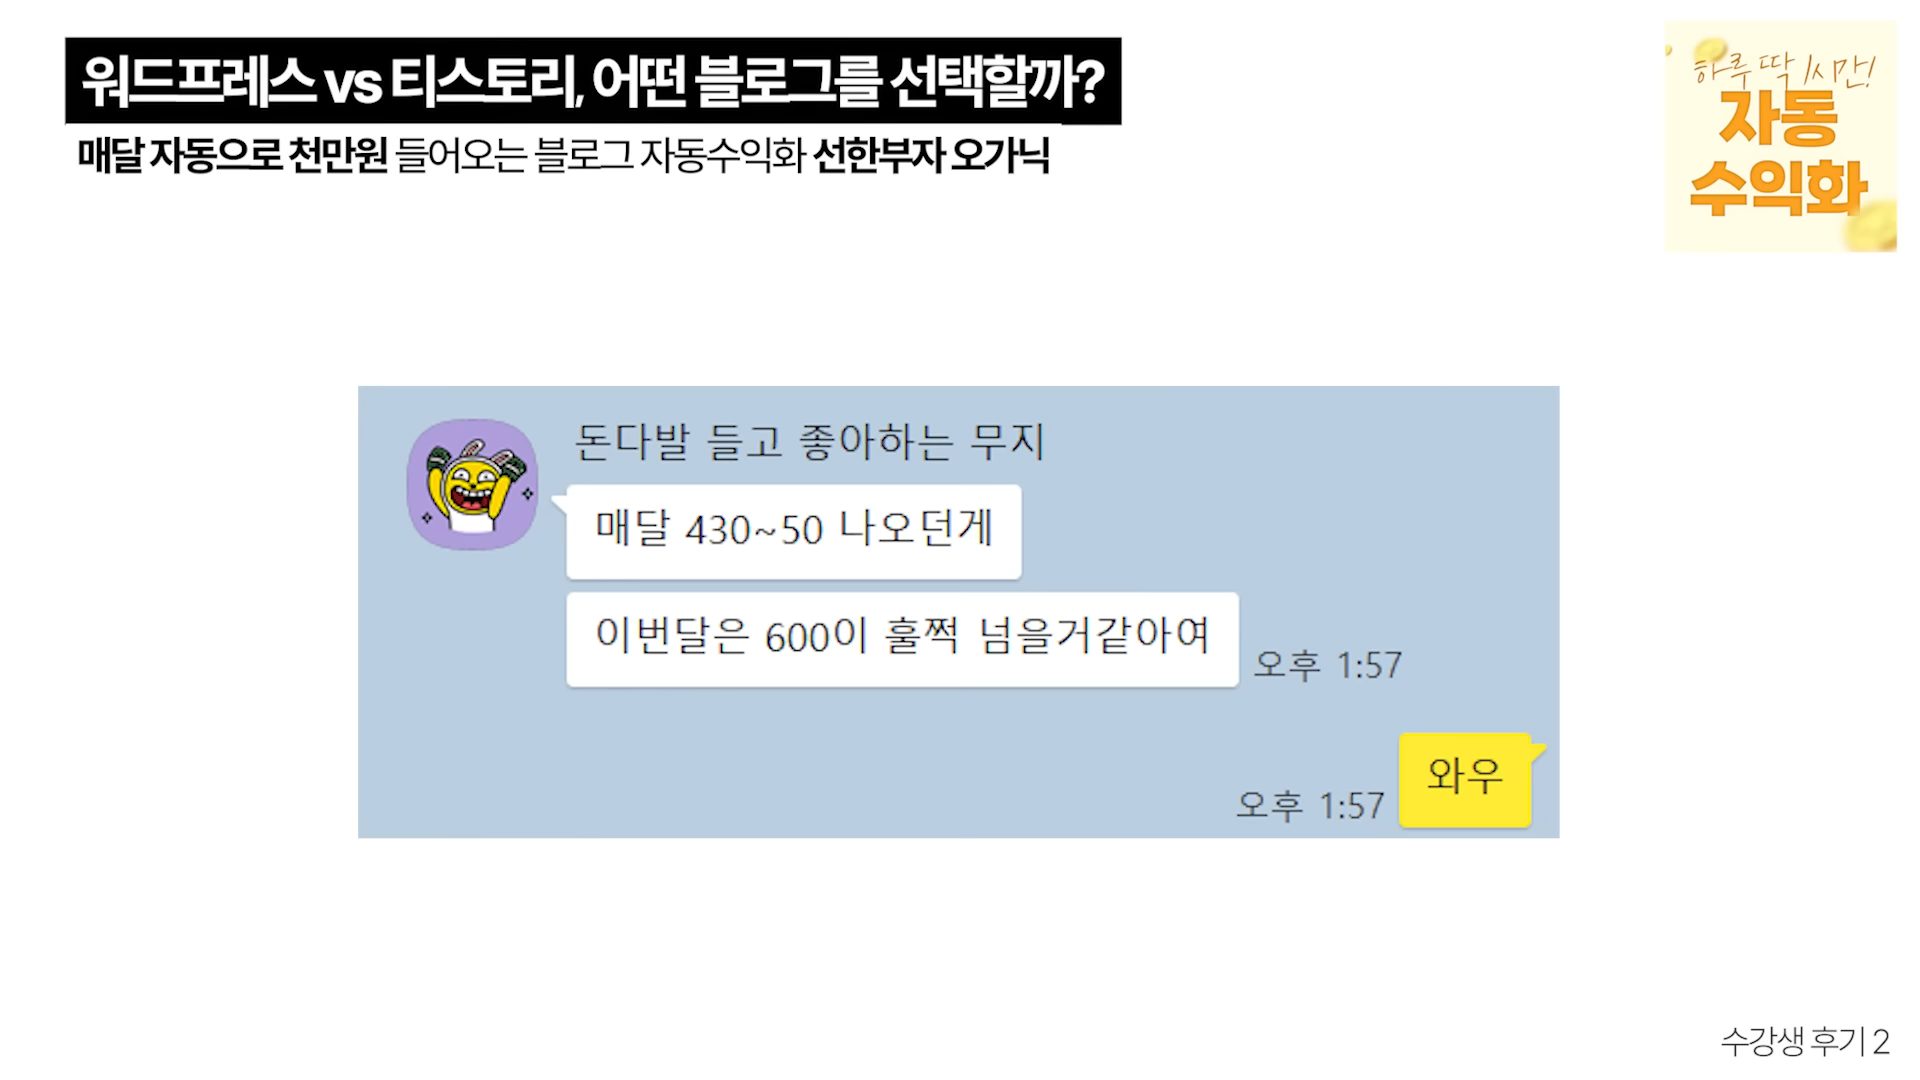 워드프레스 vs 티스토리, 어떤 블로그를 선택할까?
매달 자동으로 천만원 들어오는 블로그 자동수익화 선한부자 오가닉
하루 딱 1시간!
자동
수익화
돈다발 들고 좋아하는 무지
매달 430~50 나오던게
이번달은 600이 훌쩍 넘을거같아여
오후 1:57
와우
오후 1:57
수강생 후기 2